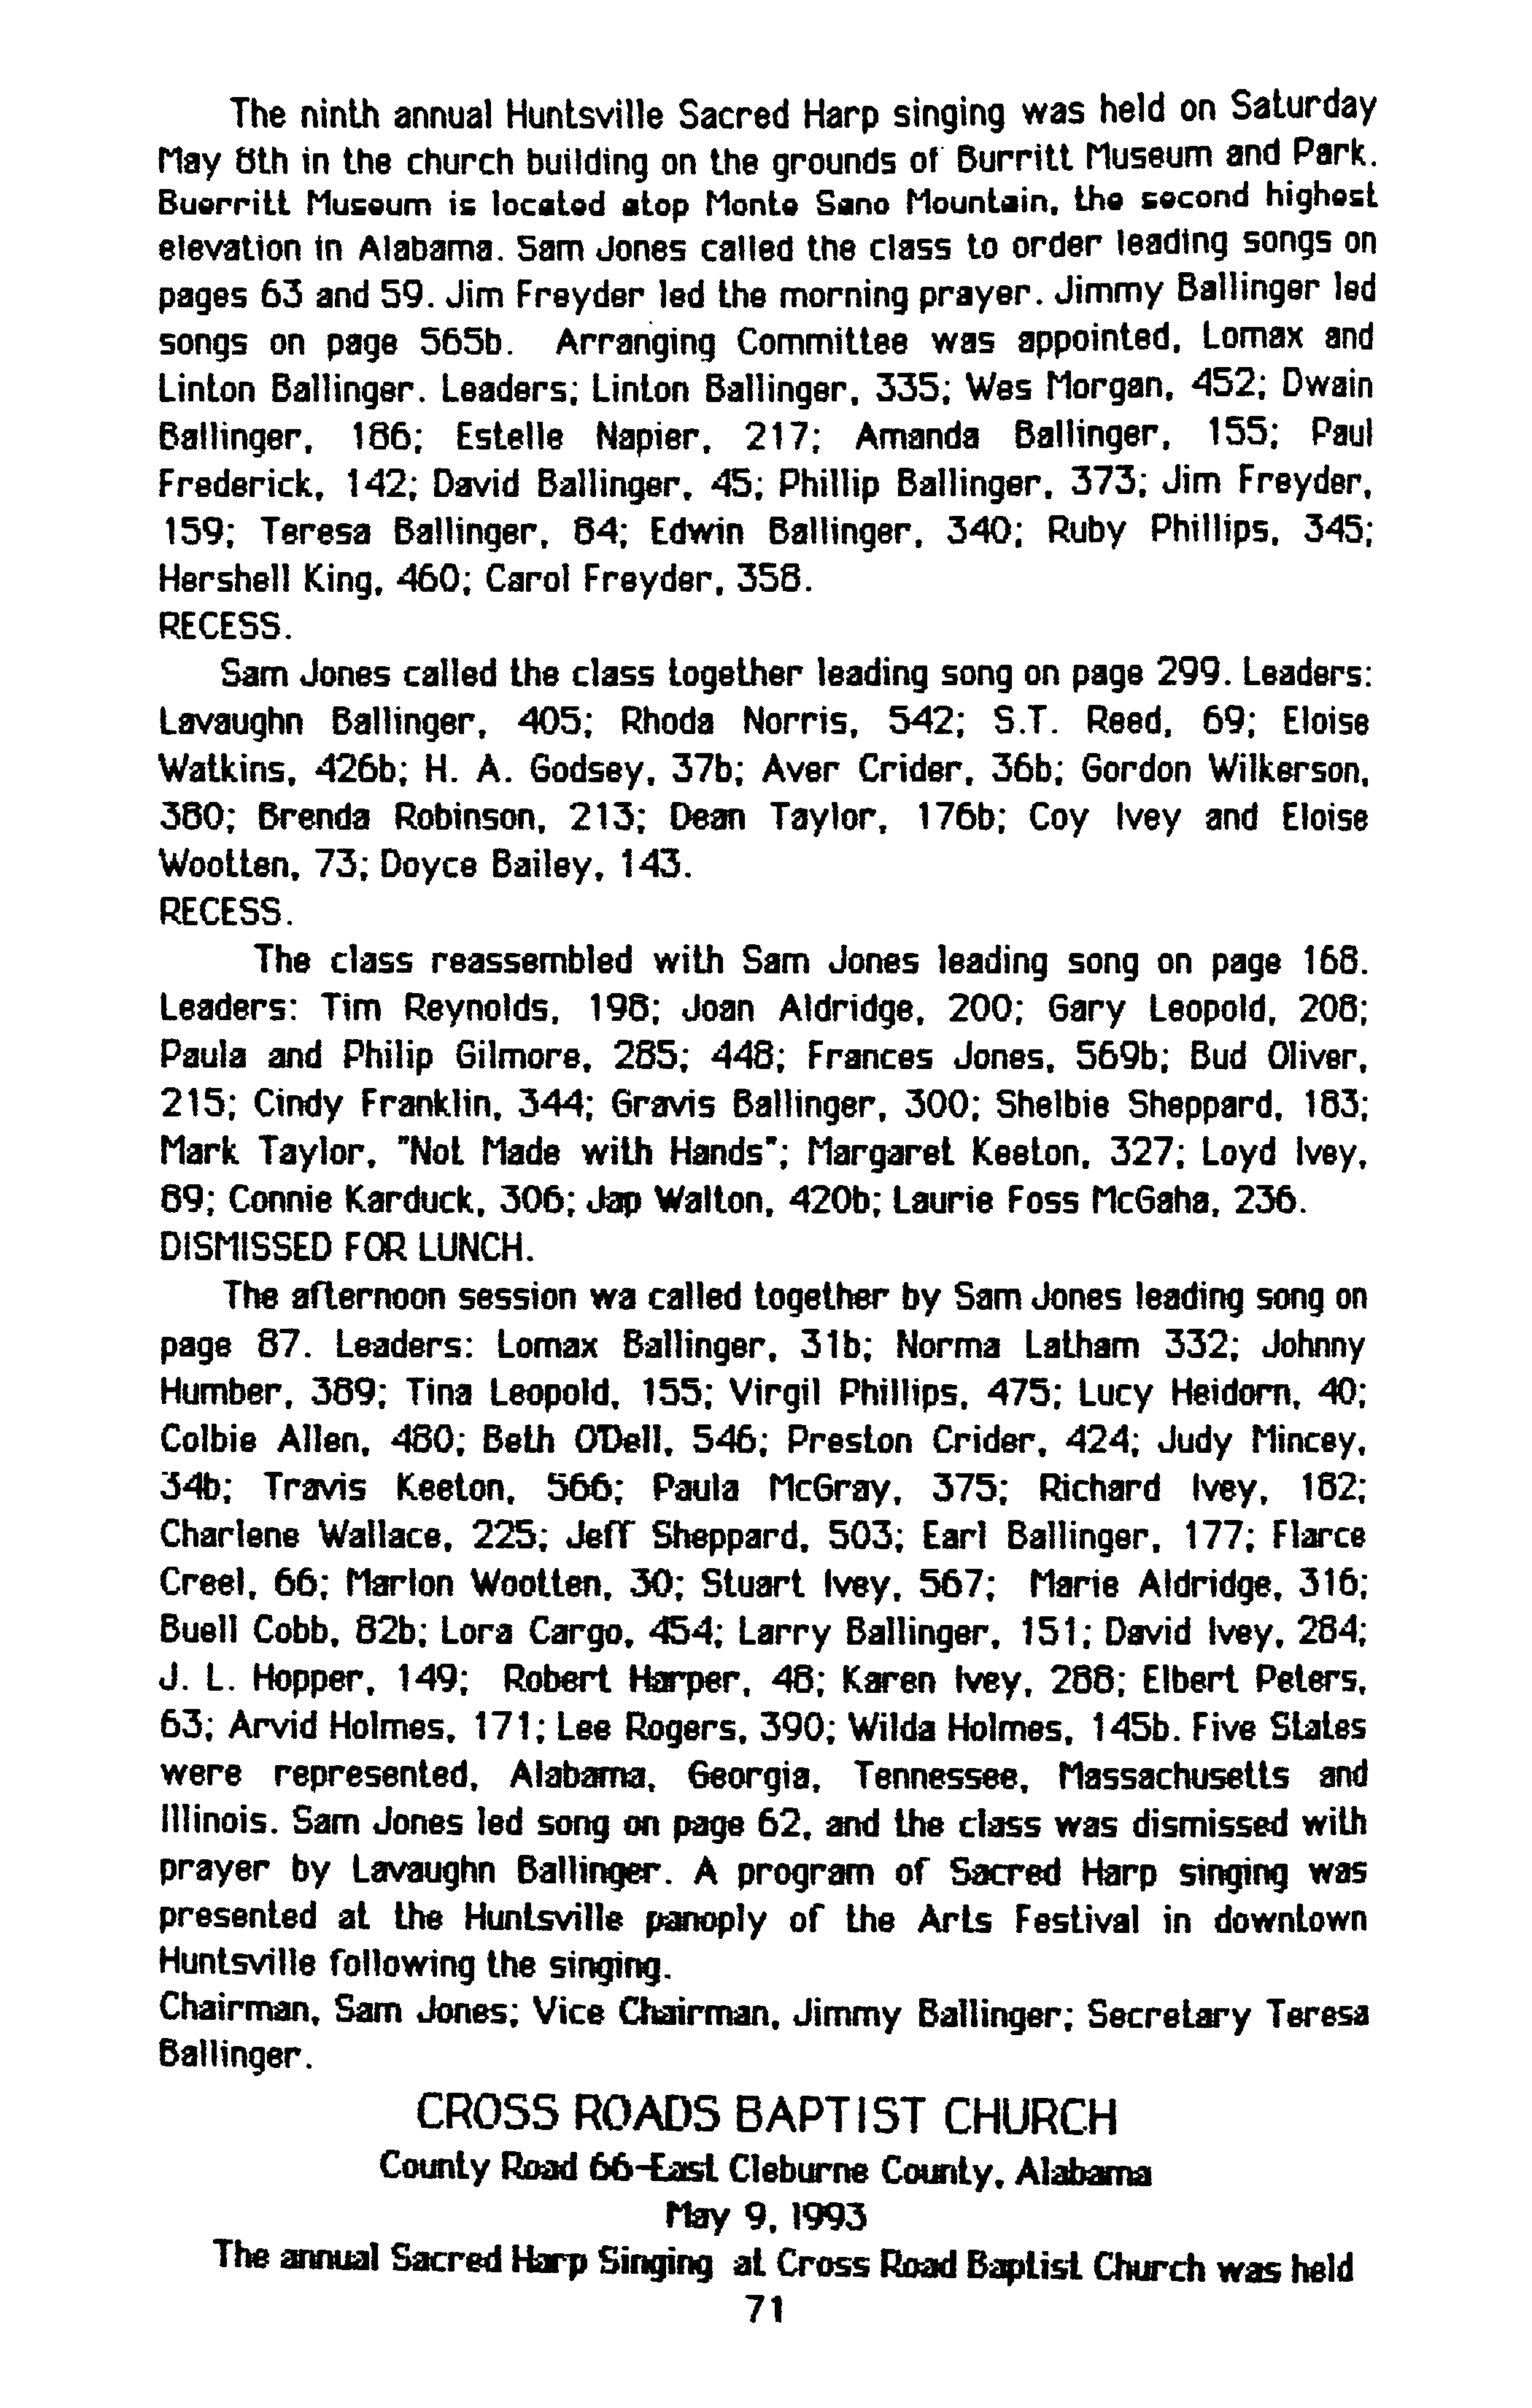 The ninth annual Huntsville Sacred Harp singing was held on Saturday
May 8th in the church building on the grounds of Burritt Museum and Park.
Buerritt Museum is located atop Monte Sano Mountain, the second highest
elevation in Alabama. Sam Jones called the class to order leading songs on
pages 63 and 59. Jim Freyder led the morning prayer. Jimmy Ballinger led
songs on page 565b. Arranging Committee was appointed, Lomax and
Linton Ballinger. Leaders; Linton Ballinger, 335; Wes Morgan, 452; Dwain
Ballinger, 186; Estelle Napier, 217; Amanda Ballinger, 155; Paul
Frederick, 142; David Ballinger, 45; Phillip Ballinger, 373; Jim Freyder,
159; Teresa Ballinger, 84; Edwin Ballinger, 340; Ruby Phillips, 345;
Hershell King, 460; Carol Freyder, 358.
RECESS.
Sam Jones called the class together leading song on page 299. Leaders:
Lavaughn Ballinger, 405; Rhoda Norris, 542; S.T. Reed, 69; Eloise
Watkins, 426b; H. A. Godsey, 37b; Aver Crider, 36b; Gordon Wilkerson,
380; Brenda Robinson, 213; Dean Taylor, 176b; Coy Ivey and Eloise
Wootten, 73; Doyce Bailey, 143.
RECESS.
The class reassembled with Sam Jones leading song on page 168.
Leaders: Tim Reynolds, 198; Joan Aldridge, 200; Gary Leopold, 208;
Paula and Philip Gilmore, 285; 448; Frances Jones, 569b; Bud Oliver,
215; Cindy Franklin, 344; Gravis Ballinger, 300; Shelbie Sheppard, 183;
Mark Taylor, "Not Made with Hands"; Margaret Keeton, 327; Loyd Ivey,
89; Connie Karduck, 306; Jap Walton, 420b; Laurie Foss McGaha, 236.
DISMISSED FOR LUNCH.
The afternoon session wa called together by Sam Jones leading song on
page 87. Leaders: Lomax Ballinger, 31b; Norma Latham 332; Johnny
Humber, 389; Tina Leopold, 155; Virgil Phillips, 475; Lucy Heidorn, 40;
Colbie Allen, 480; Beth O'Dell, 546; Preston Crider, 424; Judy Mincey,
34b; Travis Keeton, 566; Paula McGray, 375; Richard Ivey, 182;
Charlene Wallace, 225; Jeff Sheppard, 503; Earl Ballinger, 177; Flarce
Creel, 66; Marlon Wootten, 30; Stuart Ivey, 567; Marie Aldridge, 316;
Buell Cobb, 82b; Lora Cargo, 454; Larry Ballinger, 151; David Ivey, 284;
J. L. Hopper, 149; Robert Harper, 48; Karen Ivey, 288; Elbert Peters,
63; Arvid Holmes, 171; Lee Rogers, 390; Wilda Holmes, 145b. Five States
were represented, Alabama, Georgia, Tennessee, Massachusetts and
Illinois. Sam Jones led song on page 62, and the class was dismissed with
prayer by Lavaughn Ballinger. A program of Sacred Harp singing was
presented at the Huntsville panoply of the Arts Festival in downtown
Huntsville following the singing.
Chairman, Sam Jones; Vice Chairman, Jimmy Ballinger; Secretary Teresa
Ballinger.
CROSS ROADS BAPTIST CHURCH
County Road 66-East Cleburne County, Alabama
May 9, 1993
The annual Sacred Harp Singing at Cross Road Baptist Church was held
71